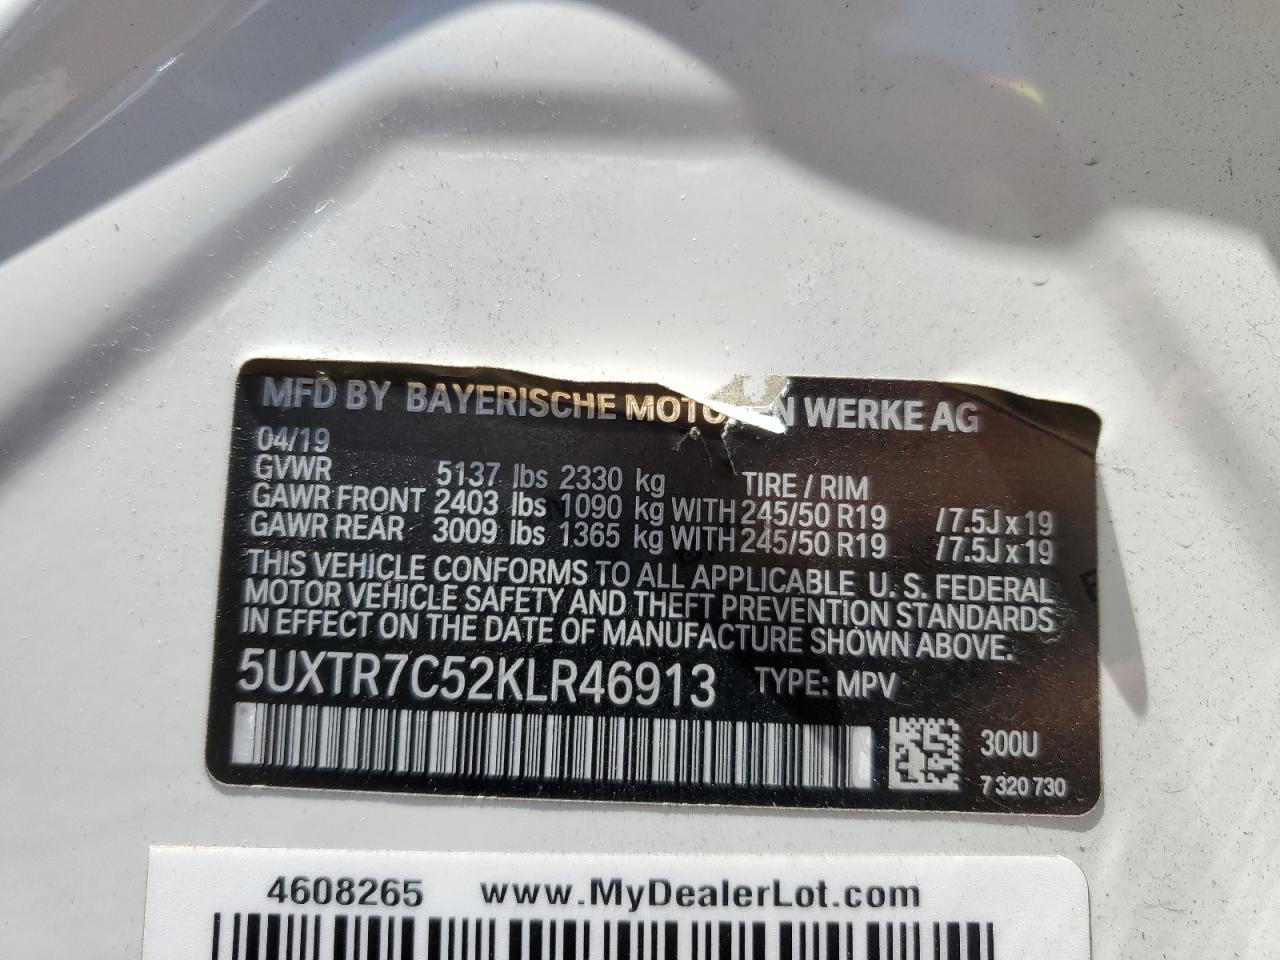 MFD BY BAYERISCHE MOTOREN WERKE AG
04/19
GVWR 5137 lbs 2330 kg TIRE / RIM
GAWR FRONT 2403 lbs 1090 kg WITH 245/50 R19 /7.5J x 19
GAWR REAR 3009 lbs 1365 kg WITH 245/50 R19 /7.5J x 19
THIS VEHICLE CONFORMS TO ALL APPLICABLE U. S. FEDERAL
MOTOR VEHICLE SAFETY AND THEFT PREVENTION STANDARDS
IN EFFECT ON THE DATE OF MANUFACTURE SHOWN ABOVE.
5UXTR7C52KLR46913 TYPE: MPV
300U
7 320 730
4608265 www.MyDealerLot.com